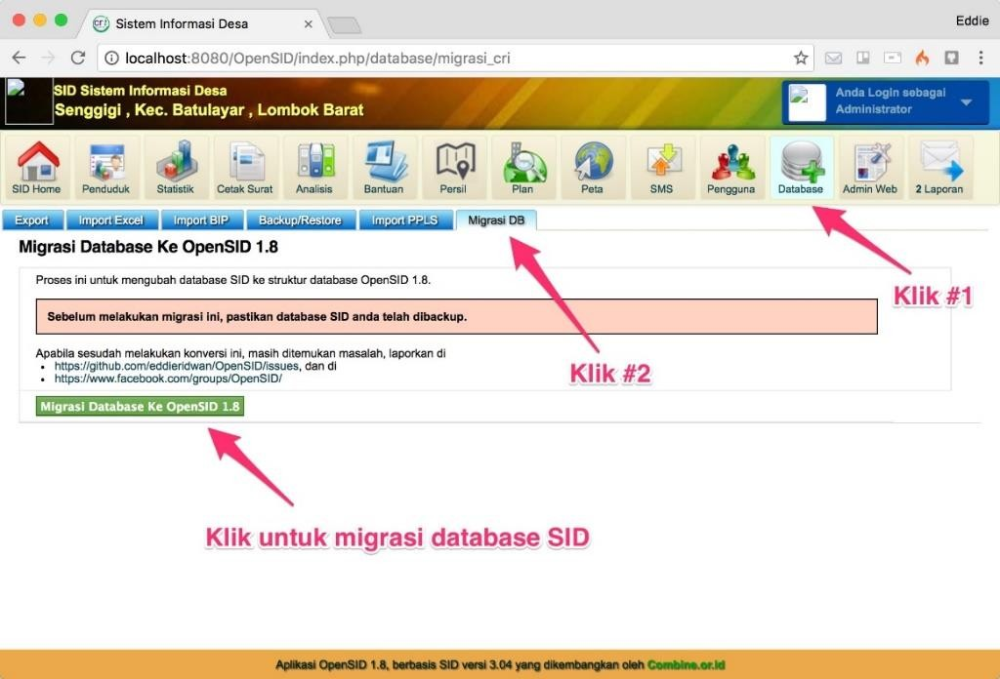 Sistem Informasi Desa
Eddie
localhost:8080/OpenSID/index.php/database/migrasi_cri
SID Sistem Informasi Desa
Senggigi , Kec. Batulayar , Lombok Barat
Anda Login sebagai
Administrator
SID Home Penduduk Statistik Cetak Surat Analisis Bantuan Persil Plan Peta SMS Pengguna Database Admin Web 2 Laporan
Export Import Excel Import BIP Backup/Restore Import PPLS Migrasi DB
Migrasi Database Ke OpenSID 1.8
Proses ini untuk mengubah database SID ke struktur database OpenSID 1.8.
Klik #1
Sebelum melakukan migrasi ini, pastikan database SID anda telah dibackup.
Apabila sesudah melakukan konversi ini, masih ditemukan masalah, laporkan di
• https://github.com/eddieridwan/OpenSID/issues, dan di
• https://www.facebook.com/groups/OpenSID/
Klik #2
Migrasi Database Ke OpenSID 1.8
Klik untuk migrasi database SID
Aplikasi OpenSID 1.8, berbasis SID versi 3.04 yang dikembangkan oleh Combine.or.id